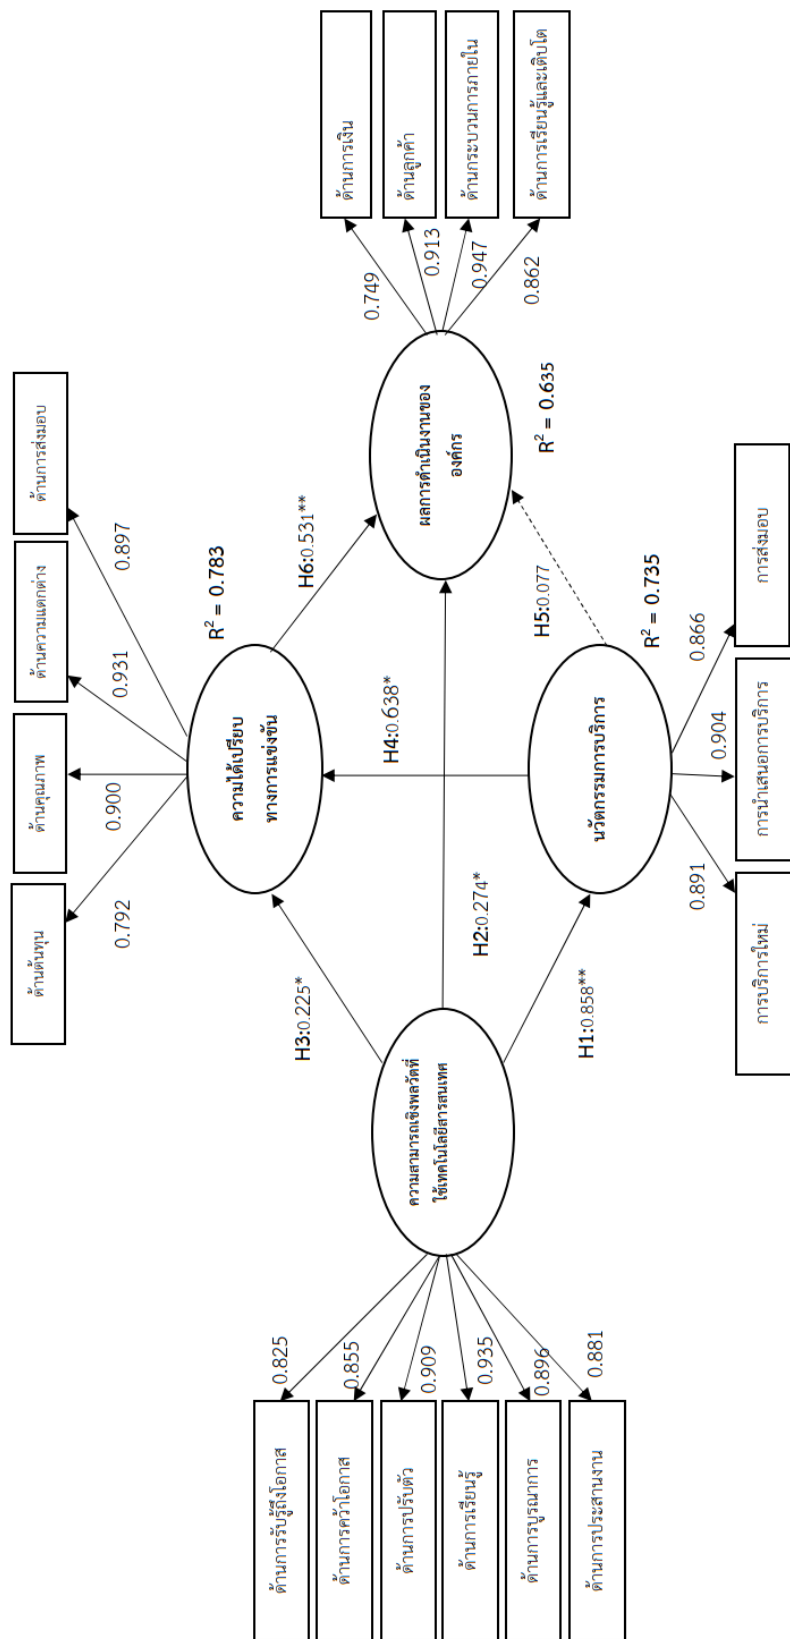 ด้านต้นทุน
ด้านคุณภาพ
ด้านความแตกต่าง
ด้านการส่งมอบ
0.792
0.900
0.931
0.897
R² = 0.783
ความได้เปรียบ
ทางการแข่งขัน
H3:0.225*
H6:0.531**
ด้านการรับรู้ถึงโอกาส
ด้านการคว้าโอกาส
ด้านการปรับตัว
ด้านการเรียนรู้
ด้านการบูรณาการ
ด้านการประสานงาน
0.825
0.855
0.909
0.935
0.896
0.881
ความสามารถเชิงพลวัตที่
ใช้เทคโนโลยีสารสนเทศ
H4:0.638*
H2:0.274*
ผลการดำเนินงานของ
องค์กร
R² = 0.635
0.749
0.913
0.947
0.862
ด้านการเงิน
ด้านลูกค้า
ด้านกระบวนการภายใน
ด้านการเรียนรู้และเติบโต
H1:0.858**
H5:0.077
นวัตกรรมการบริการ
R² = 0.735
0.891
0.904
0.866
การบริการใหม่
การนำเสนอการบริการ
การส่งมอบ